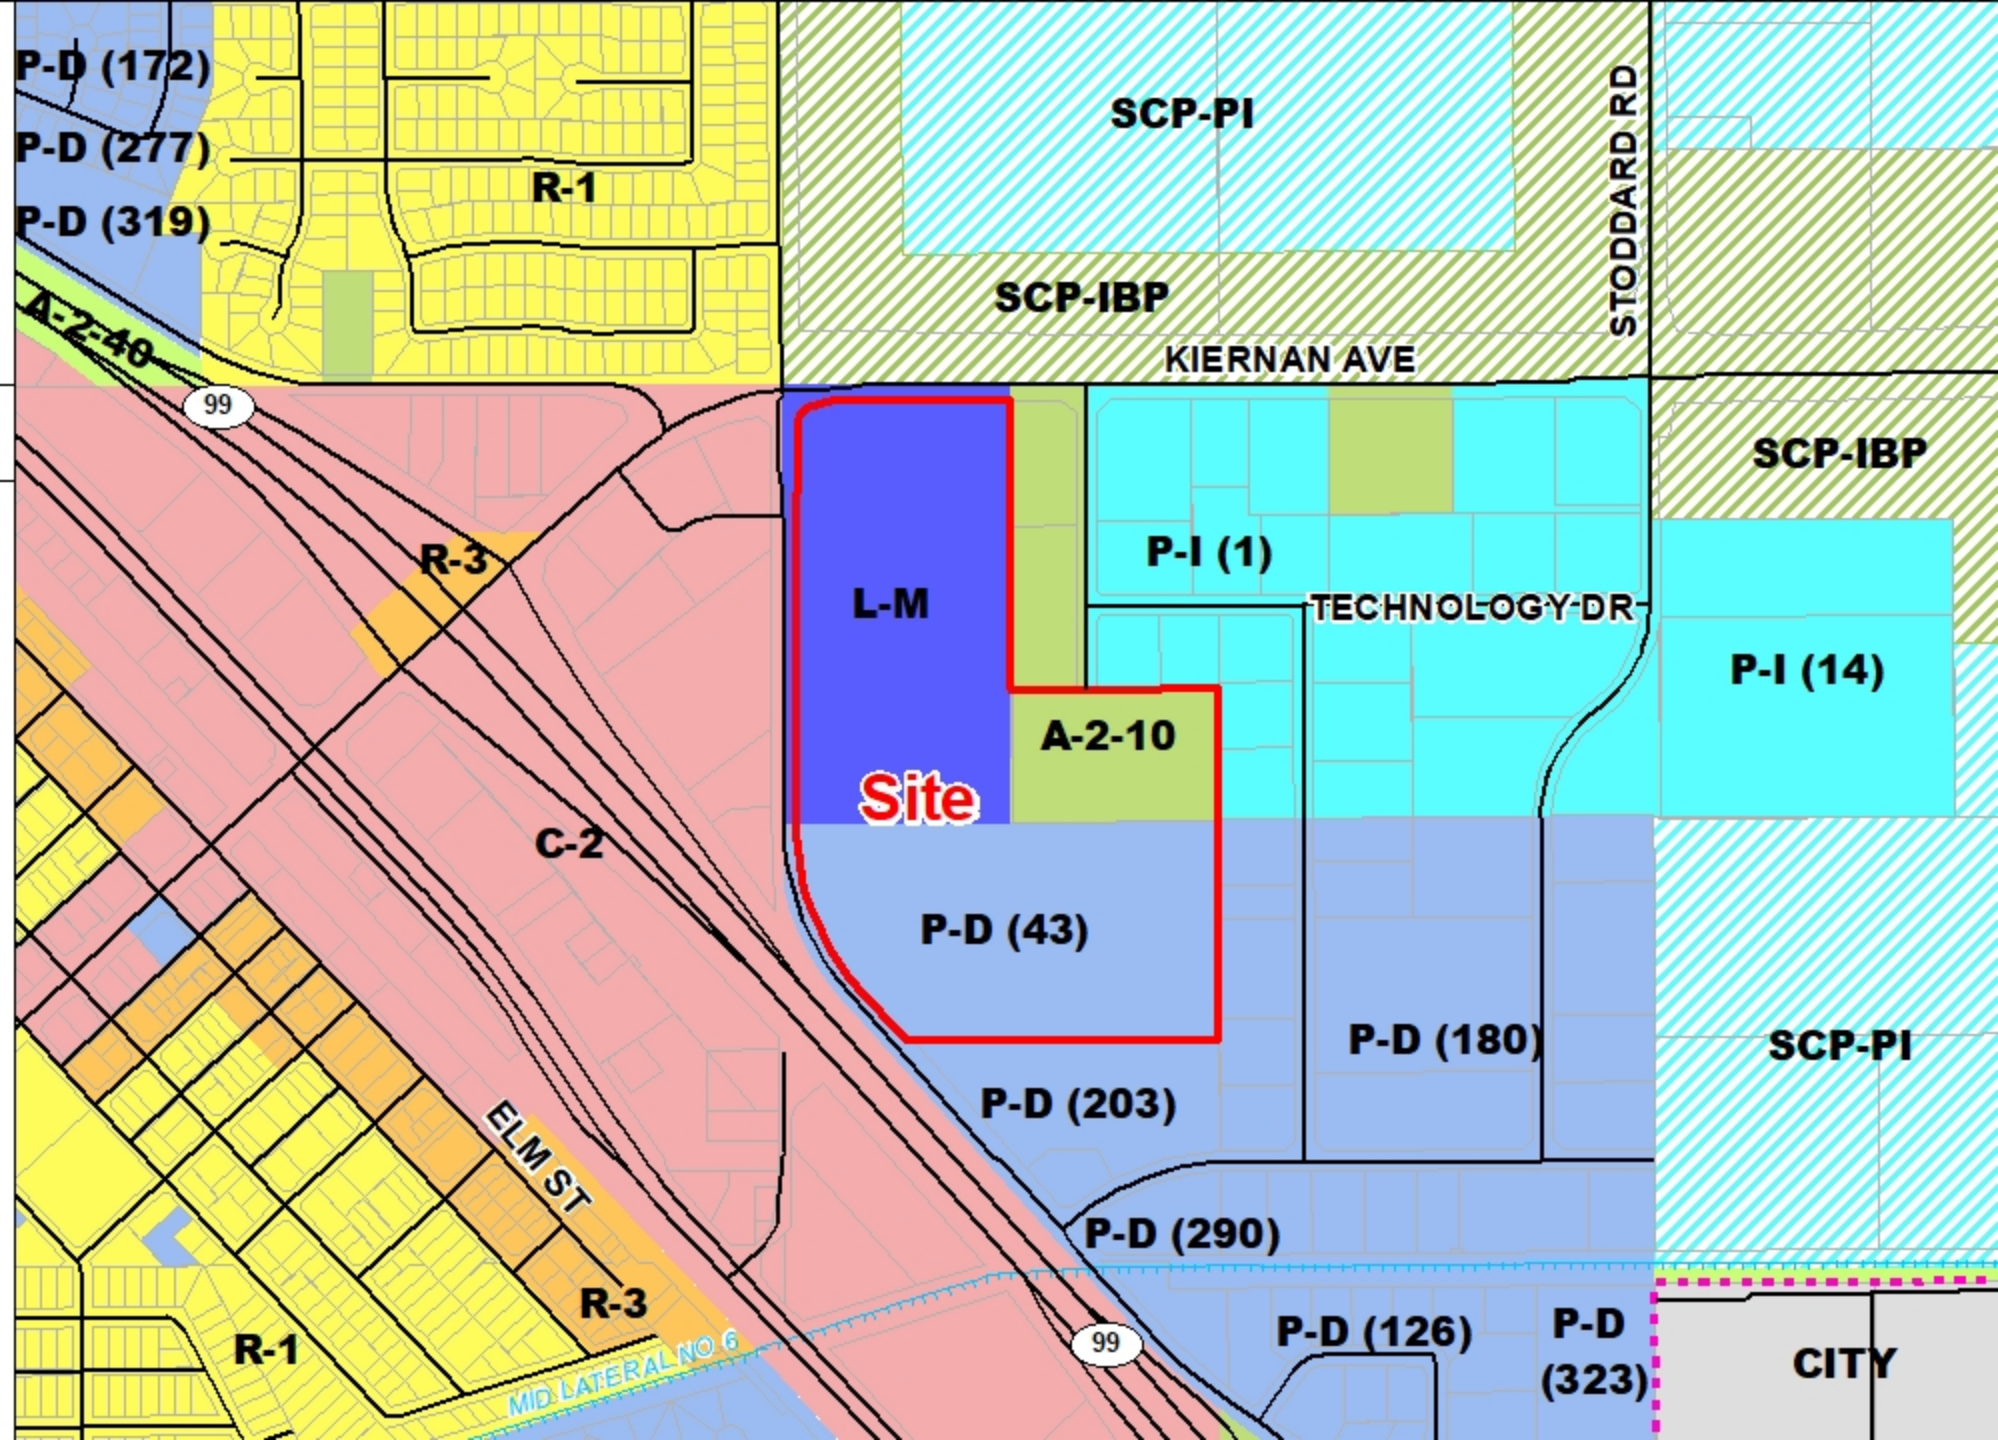 P-D (172)
P-D (277)
P-D (319)
R-1
SCP-PI
STODDARD RD
SCP-IBP
KIERNAN AVE
A-2-40
99
SCP-IBP
R-3
P-I (1)
L-M
TECHNOLOGY DR
P-I (14)
A-2-10
Site
C-2
P-D (43)
P-D (180)
SCP-PI
P-D (203)
ELM ST
P-D (290)
R-3
R-1
MID LATERAL NO. 6
99
P-D (126)
P-D
(323)
CITY